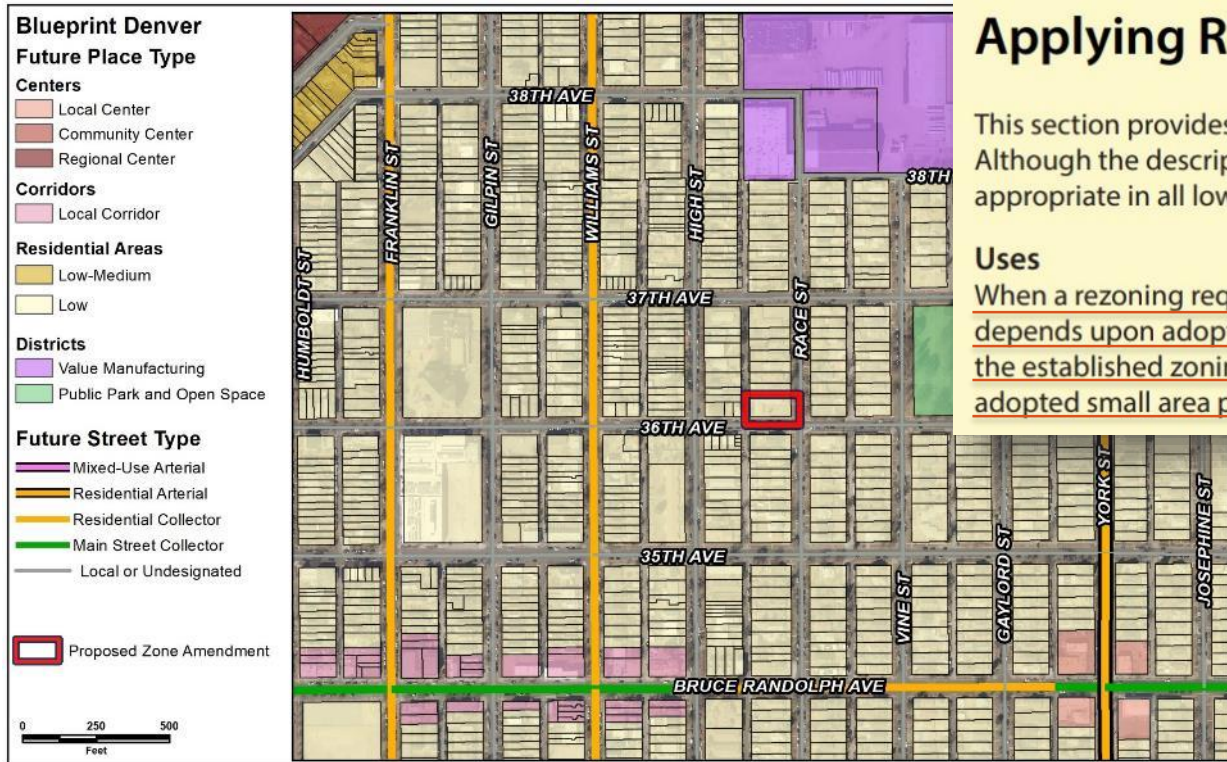 Blueprint Denver
Future Place Type
Centers
Local Center
Community Center
Regional Center
Corridors
Local Corridor
Residential Areas
Low-Medium
Low
Districts
Value Manufacturing
Public Park and Open Space
Future Street Type
Mixed-Use Arterial
Residential Arterial
Residential Collector
Main Street Collector
Local or Undesignated
Proposed Zone Amendment
0 250 500
Feet
38TH AVE
38TH
HUMBOLDT ST
FRANKLIN ST
GILPIN ST
WILLIAMS ST
HIGH ST
RACE ST
37TH AVE
36TH AVE
35TH AVE
VINE ST
GAYLORD ST
YORK ST
JOSEPHINE ST
BRUCE RANDOLPH AVE
Applying R
This section provides
Although the descrip
appropriate in all low
Uses
When a rezoning req
depends upon adop
the established zonin
adopted small area p